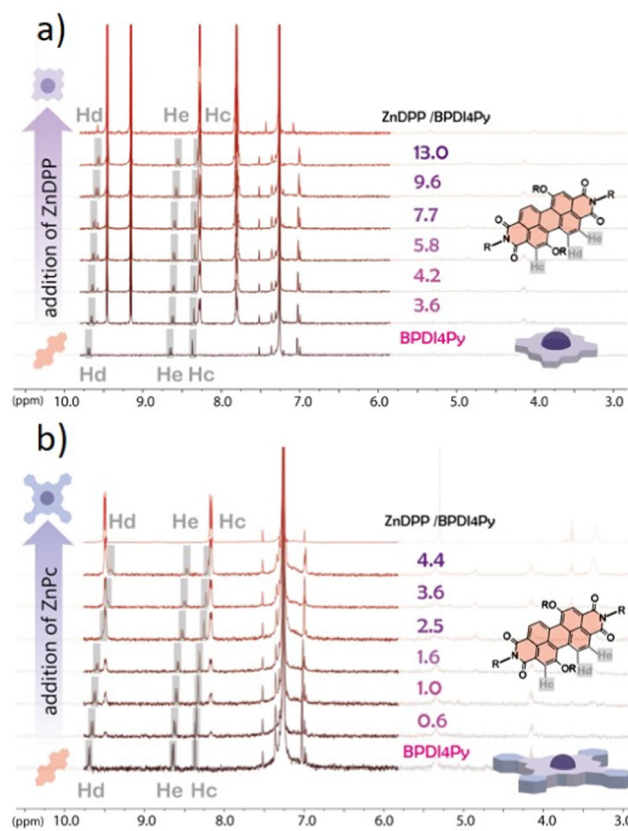 a)
Hd He Hc ZnDPP /BPDI4Py
13.0
9.6
7.7
5.8
4.2
3.6
BPDI4Py
addition of ZnDPP
RO
O
O
N-R
He
R-N
OR
Hd
O
O
Hc
Hd He Hc
(ppm) 10.0 9.0 8.0 7.0 6.0 5.0 4.0 3.0
b)
Hd He Hc ZnDPP /BPDI4Py
4.4
3.6
2.5
1.6
1.0
0.6
BPDI4Py
addition of ZnPc
RO
O
O
N-R
He
R-N
OR
Hd
O
O
Hc
Hd He Hc
(ppm) 10.0 9.0 8.0 7.0 6.0 5.0 4.0 3.0